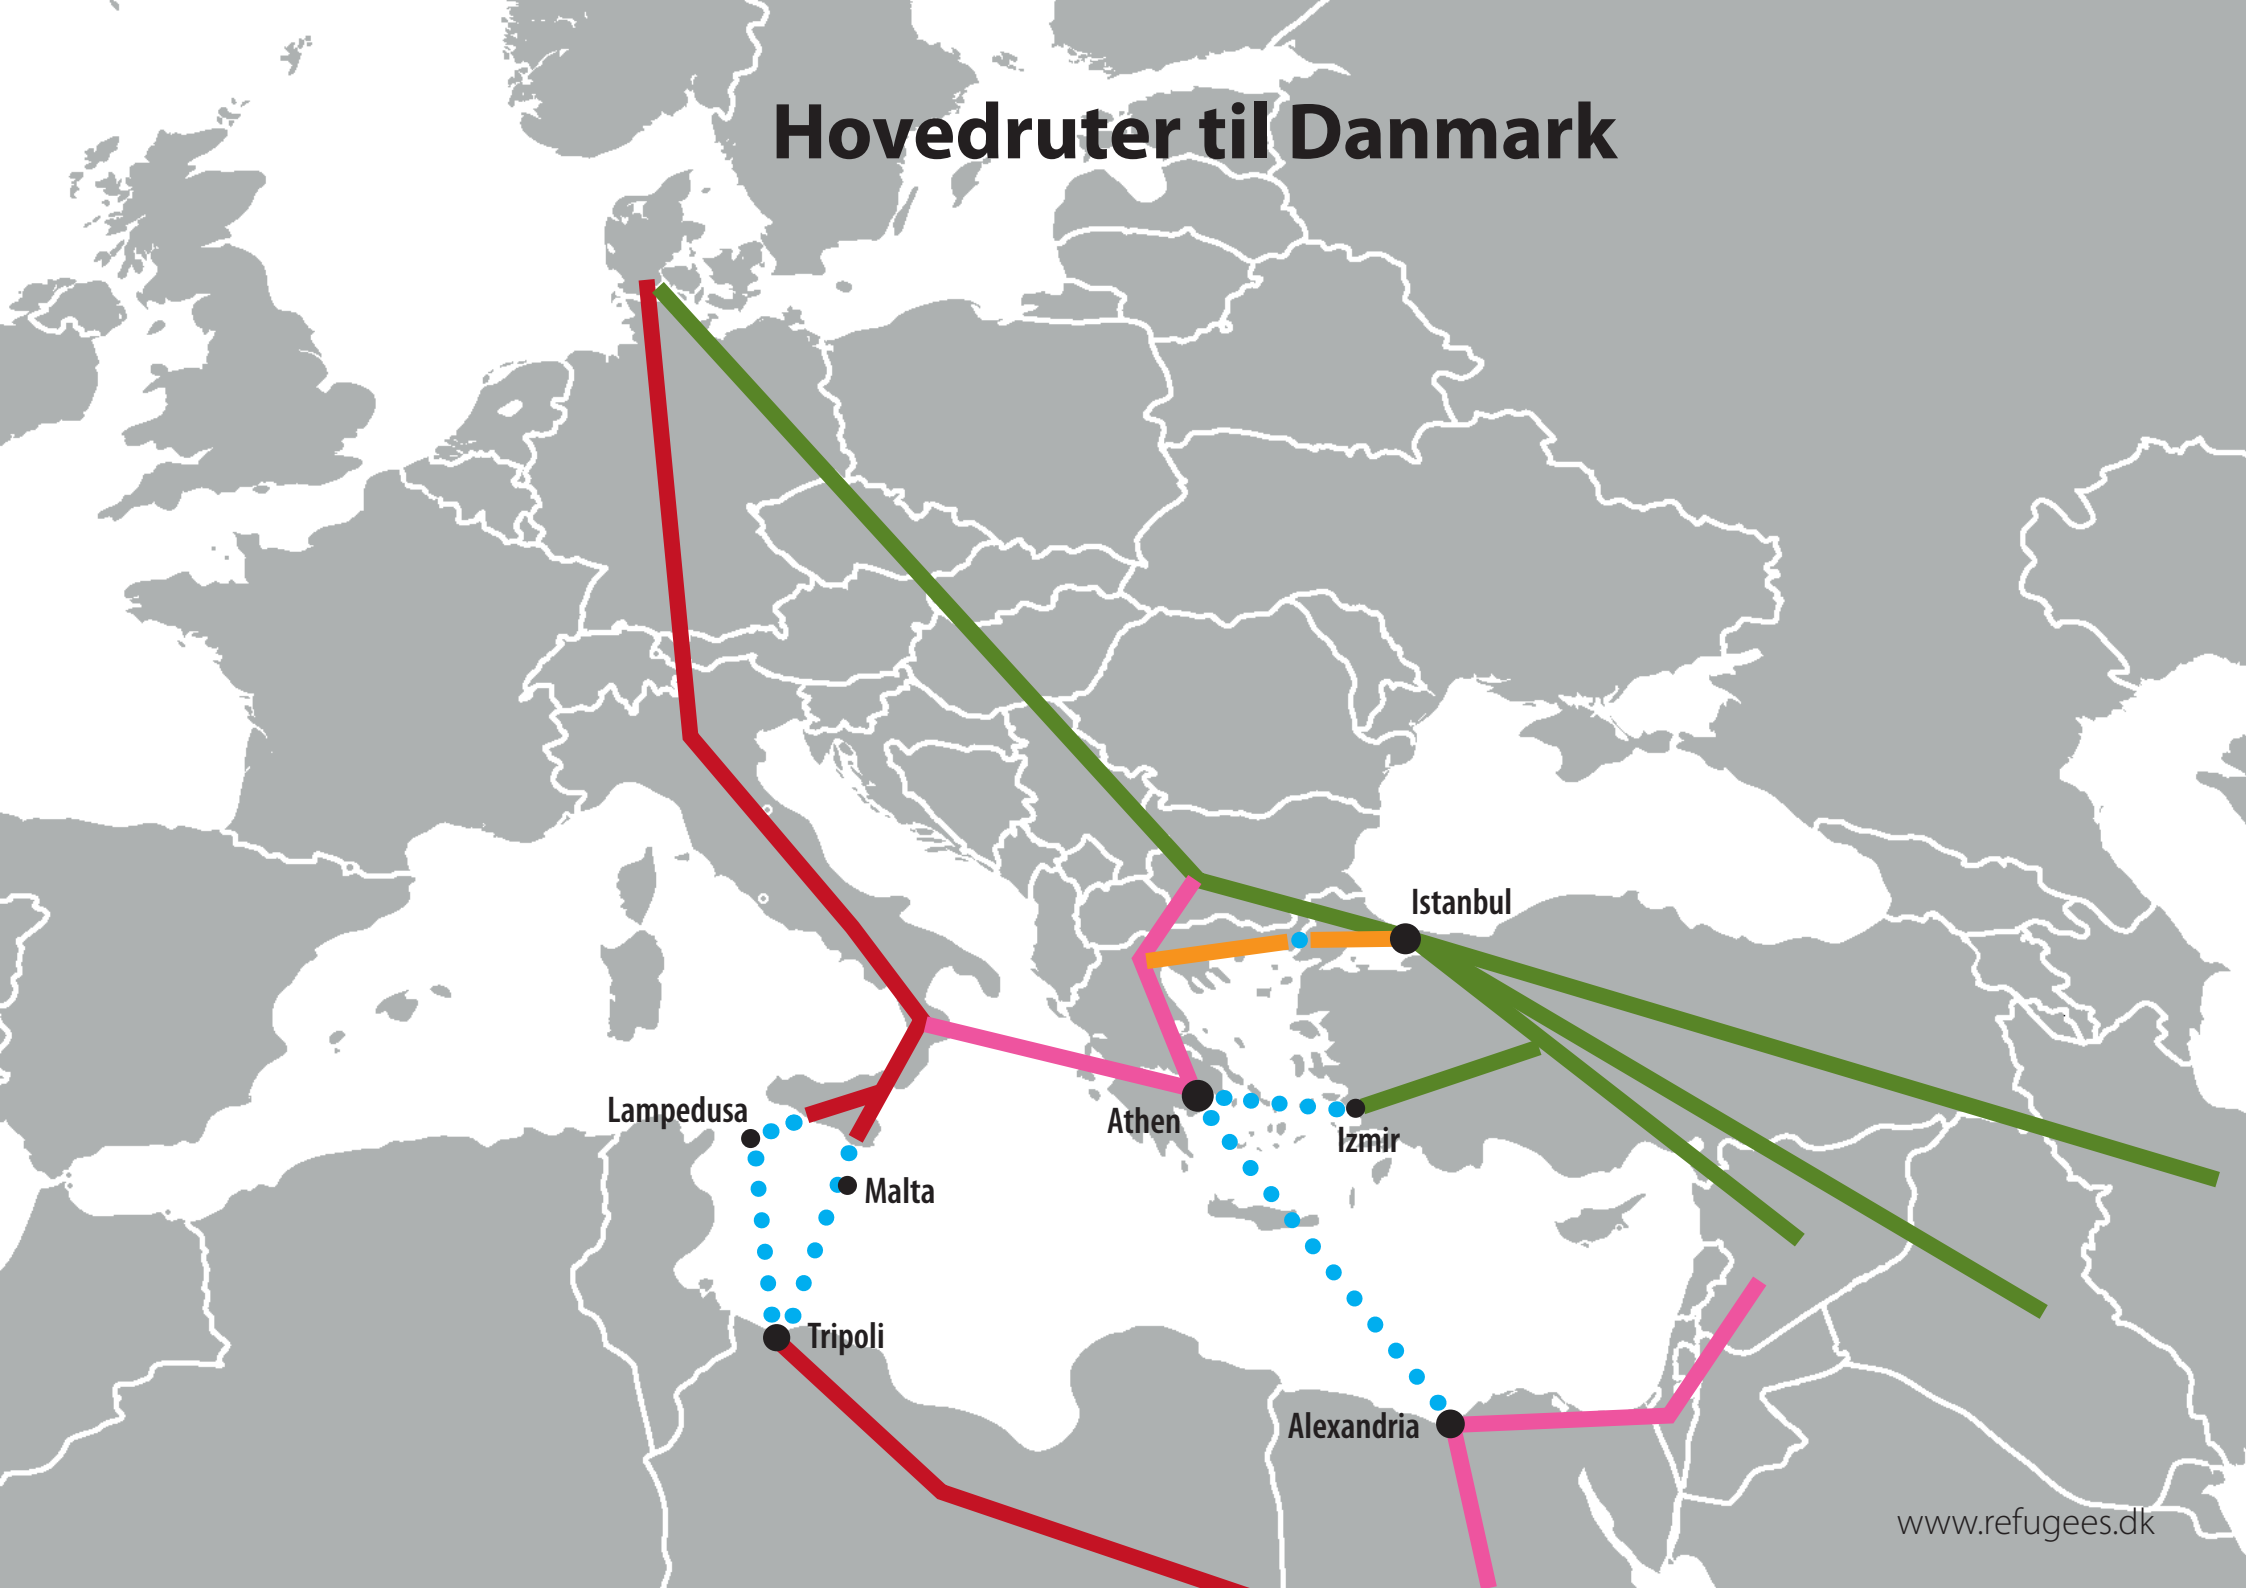 Hovedruter til Danmark
Istanbul
Lampedusa
Athen
Izmir
Malta
Tripoli
Alexandria
www.refugees.dk